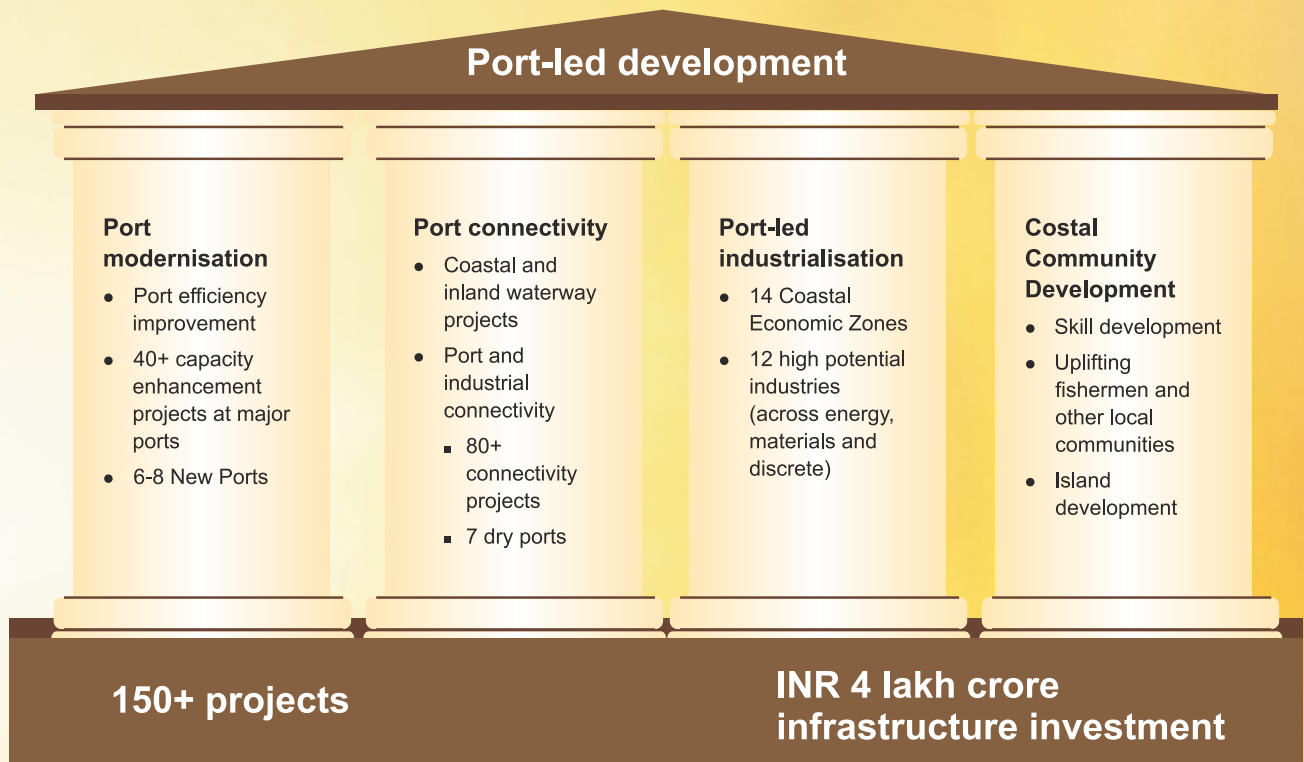 Port-led development
Port
modernisation
● Port efficiency
improvement
● 40+ capacity
enhancement
projects at major
ports
● 6-8 New Ports
Port connectivity
● Coastal and
inland waterway
projects
● Port and
industrial
connectivity
▪ 80+
connectivity
projects
▪ 7 dry ports
Port-led
industrialisation
● 14 Coastal
Economic Zones
● 12 high potential
industries
(across energy,
materials and
discrete)
Costal
Community
Development
● Skill development
● Uplifting
fishermen and
other local
communities
● Island
development
150+ projects
INR 4 lakh crore
infrastructure investment